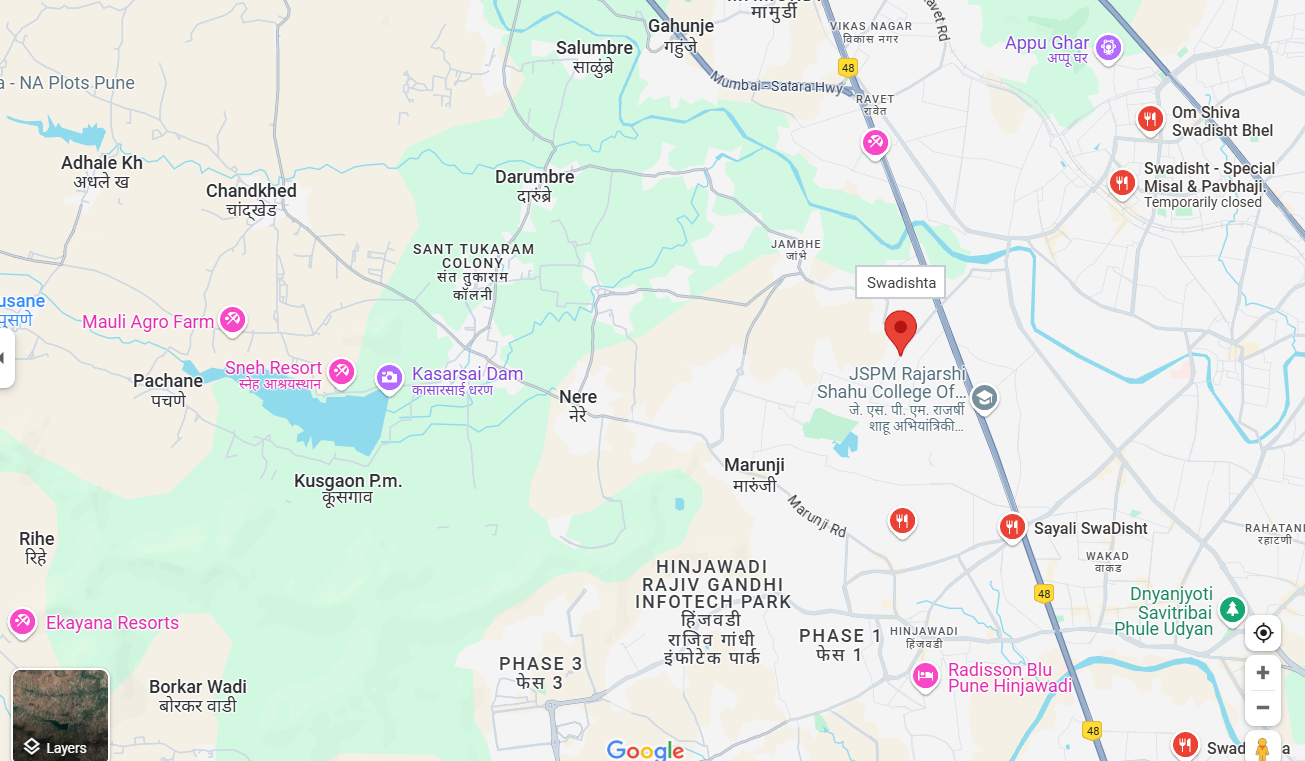 मामुर्डी
Gahunje
गहुंजे
Salumbre
साळुंब्रे
VIKAS NAGAR
विकास नगर
Appu Ghar
अप्पू घर
a - NA Plots Pune
48
Mumbai - Satara Hwy
RAVET
रावेत
Om Shiva
Swadisht Bhel
Adhale Kh
अधले ख
Chandkhed
चांदखेड
Darumbre
दारुंब्रे
Swadisht - Special
Misal & Pavbhaji.
Temporarily closed
SANT TUKARAM
COLONY
संत तुकाराम
कॉलनी
JAMBHE
जांभे
Swadishta
usane
Mauli Agro Farm
Sneh Resort
स्नेह आश्रयस्थान
Kasarsai Dam
कासारसाई धरण
Pachane
पचणे
Nere
नेरे
JSPM Rajarshi
Shahu College Of...
जे. एस. पी. एम. राजर्षी
शाहू अभियांत्रिकी...
Kusgaon P.m.
कूसगाव
Marunji
मारुंजी
Marunji Rd
Sayali SwaDisht
RAHATANI
रहाटणी
WAKAD
वाकड
Rihe
रिहे
HINJAWADI
RAJIV GANDHI
INFOTECH PARK
हिंजवडी
राजिव गांधी
इंफोटेक पार्क
48
Dnyanjyoti
Savitribai
Phule Udyan
Ekayana Resorts
PHASE 1
फेस 1
HINJAWADI
हिंजवडी
PHASE 3
फेस 3
Radisson Blu
Pune Hinjawadi
Borkar Wadi
बोरकर वाडी
48
Layers
Google
Swad
a